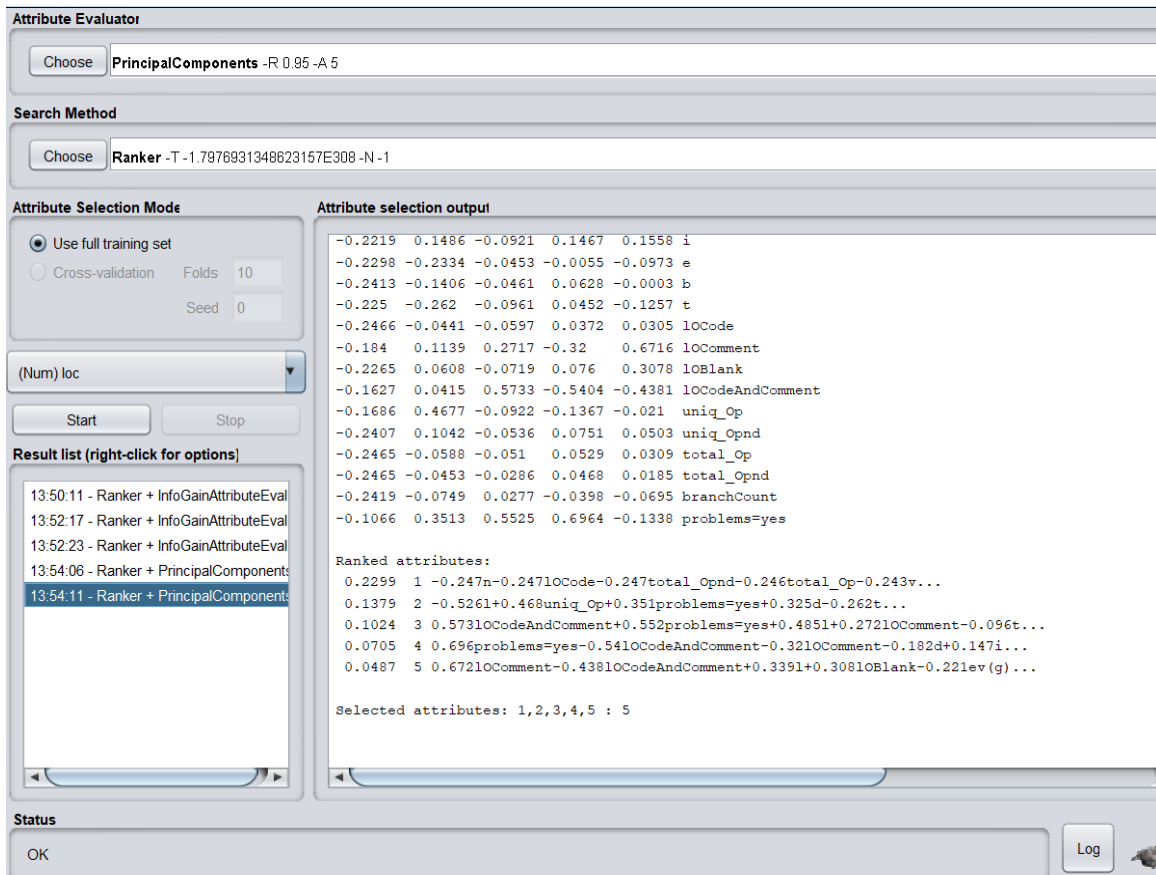 Attribute Evaluator
Choose PrincipalComponents -R 0.95 -A 5
Search Method
Choose Ranker -T -1.7976931348623157E308 -N -1
Attribute Selection Mode
Use full training set
Cross-validation Folds 10
Seed 0
(Num) loc
Start Stop
Result list (right-click for options)
13:50:11 - Ranker + InfoGainAttributeEval
13:52:17 - Ranker + InfoGainAttributeEval
13:52:23 - Ranker + InfoGainAttributeEval
13:54:06 - Ranker + PrincipalComponents
13:54:11 - Ranker + PrincipalComponents
Attribute selection output
-0.2219 0.1486 -0.0921 0.1467 0.1558 i
-0.2298 -0.2334 -0.0453 -0.0055 -0.0973 e
-0.2413 -0.1406 -0.0461 0.0628 -0.0003 b
-0.225 -0.262 -0.0961 0.0452 -0.1257 t
-0.2466 -0.0441 -0.0597 0.0372 0.0305 lOCode
-0.184 0.1139 0.2717 -0.32 0.6716 lOComment
-0.2265 0.0608 -0.0719 0.076 0.3078 lOBlank
-0.1627 0.0415 0.5733 -0.5404 -0.4381 lOCodeAndComment
-0.1686 0.4677 -0.0922 -0.1367 -0.021 uniq_Op
-0.2407 0.1042 -0.0536 0.0751 0.0503 uniq_Opnd
-0.2465 -0.0588 -0.051 0.0529 0.0309 total_Op
-0.2465 -0.0453 -0.0286 0.0468 0.0185 total_Opnd
-0.2419 -0.0749 0.0277 -0.0398 -0.0695 branchCount
-0.1066 0.3513 0.5525 0.6964 -0.1338 problems=yes
Ranked attributes:
0.2299 1 -0.247n-0.247lOCode-0.247total_Opnd-0.246total_Op-0.243v...
0.1379 2 -0.526l+0.468uniq_Op+0.351problems=yes+0.325d-0.262t...
0.1024 3 0.573lOCodeAndComment+0.552problems=yes+0.485l+0.272lOComment-0.096t...
0.0705 4 0.696problems=yes-0.54lOCodeAndComment-0.32lOComment-0.182d+0.147i...
0.0487 5 0.672lOComment-0.438lOCodeAndComment+0.339l+0.308lOBlank-0.221ev(g)...
Selected attributes: 1,2,3,4,5 : 5
Status
OK
Log